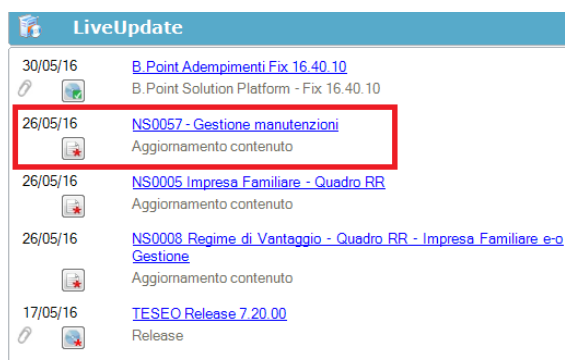 LiveUpdate
30/05/16
B.Point Adempimenti Fix 16.40.10
B.Point Solution Platform - Fix 16.40.10
26/05/16
NS0057 - Gestione manutenzioni
Aggiornamento contenuto
26/05/16
NS0005 Impresa Familiare - Quadro RR
Aggiornamento contenuto
26/05/16
NS0008 Regime di Vantaggio - Quadro RR - Impresa Familiare e-o
Gestione
Aggiornamento contenuto
17/05/16
TESEO Release 7.20.00
Release